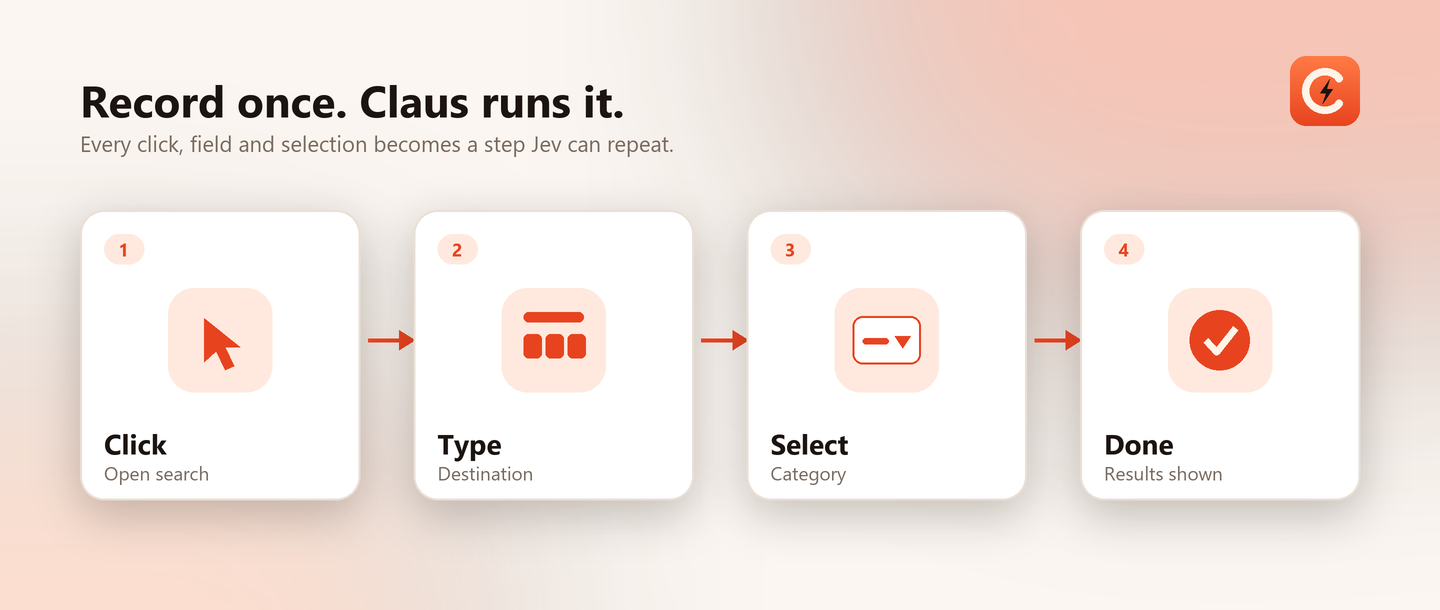 Record once. Claus runs it.
Every click, field and selection becomes a step Jev can repeat.
1
2
3
4
Click
Open search
Type
Destination
Select
Category
Done
Results shown